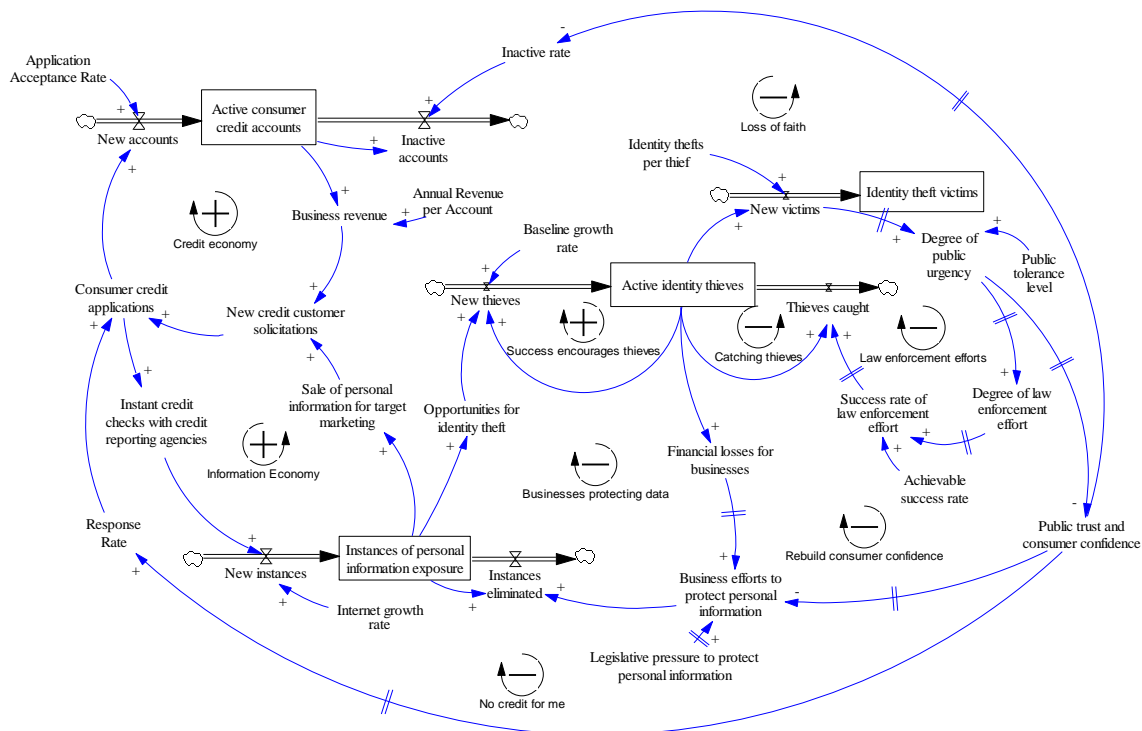 Application
Acceptance Rate
Inactive rate
Active consumer
credit accounts
New accounts
Inactive
accounts
Loss of faith
Identity thefts
per thief
Identity theft victims
New victims
Credit economy
Business revenue
Annual Revenue
per Account
Baseline growth
rate
Degree of
public
urgency
Public
tolerance
level
Consumer credit
applications
New credit customer
solicitations
New thieves
Active identity thieves
Thieves caught
Success encourages thieves
Catching thieves
Law enforcement efforts
Instant credit
checks with credit
reporting agencies
Sale of personal
information for target
marketing
Opportunities for
identity theft
Success rate of
law enforcement
effort
Degree of law
enforcement
effort
Information Economy
Financial losses for
businesses
Achievable
success rate
Businesses protecting data
Response
Rate
Public trust and
consumer confidence
Rebuild consumer confidence
New instances
Instances of personal
information exposure
Instances
eliminated
Business efforts to
protect personal
information
Internet growth
rate
Legislative pressure to protect
personal information
No credit for me